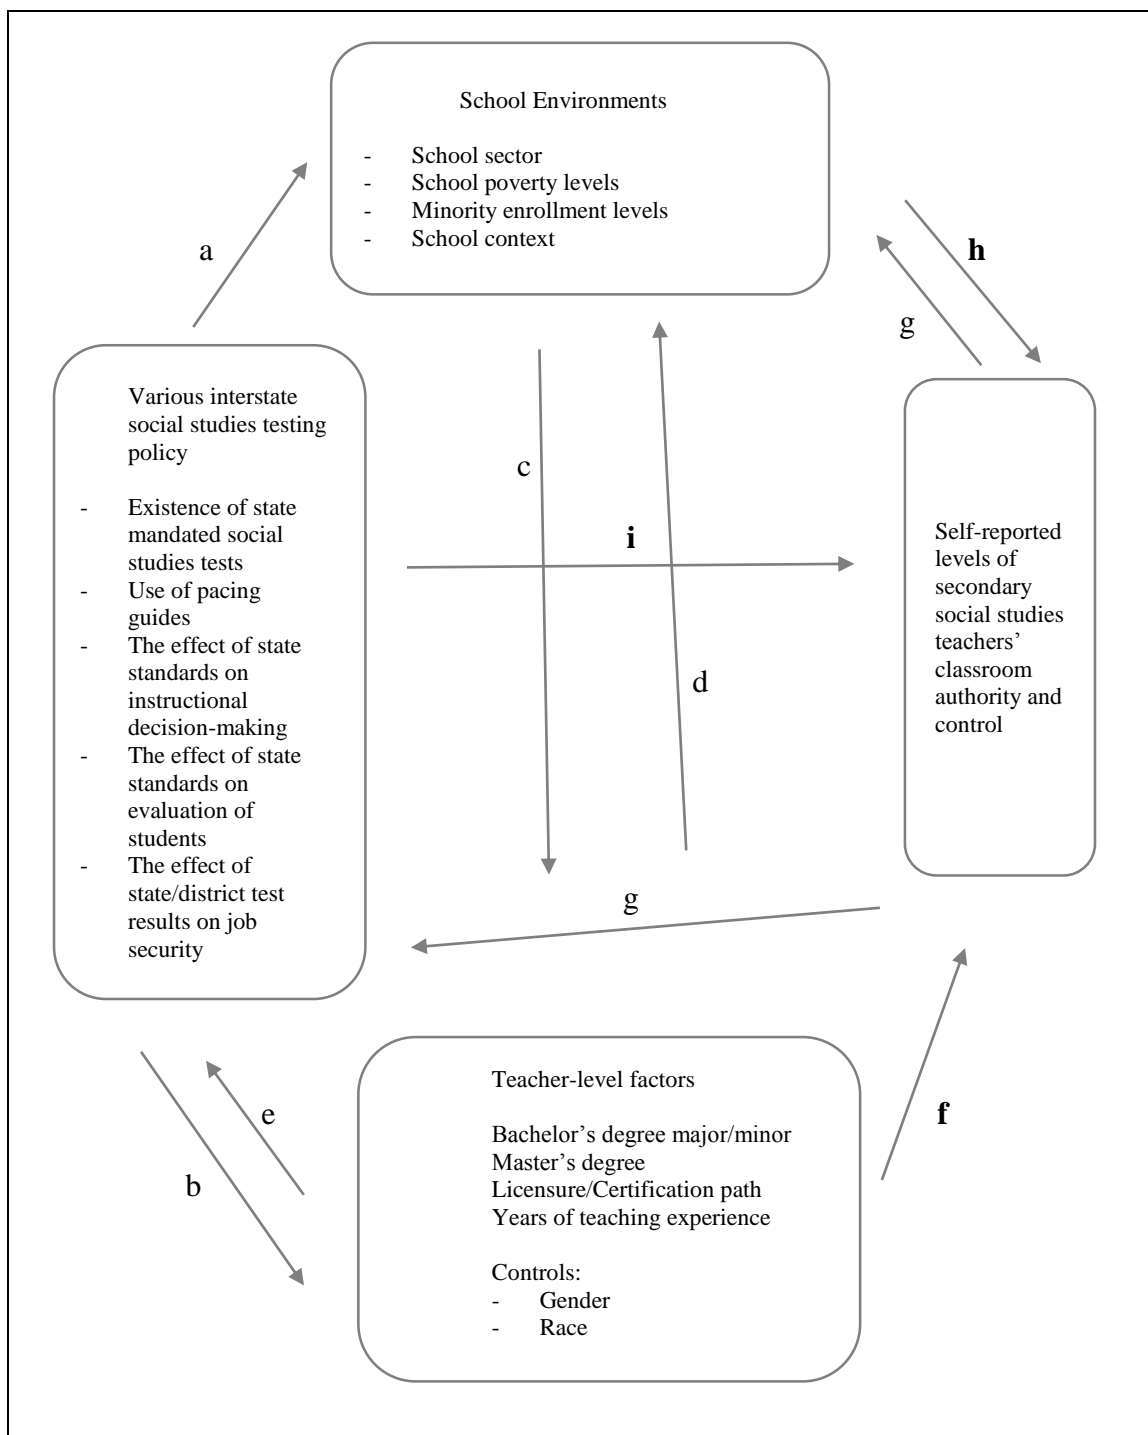 School Environments
- School sector
- School poverty levels
- Minority enrollment levels
- School context
a
h
g
Various interstate
social studies testing
policy
- Existence of state
mandated social
studies tests
- Use of pacing
guides
- The effect of state
standards on
instructional
decision-making
- The effect of state
standards on
evaluation of
students
- The effect of
state/district test
results on job
security
c
i
d
Self-reported
levels of
secondary
social studies
teachers’
classroom
authority and
control
g
e
b
f
Teacher-level factors
Bachelor’s degree major/minor
Master’s degree
Licensure/Certification path
Years of teaching experience
Controls:
- Gender
- Race